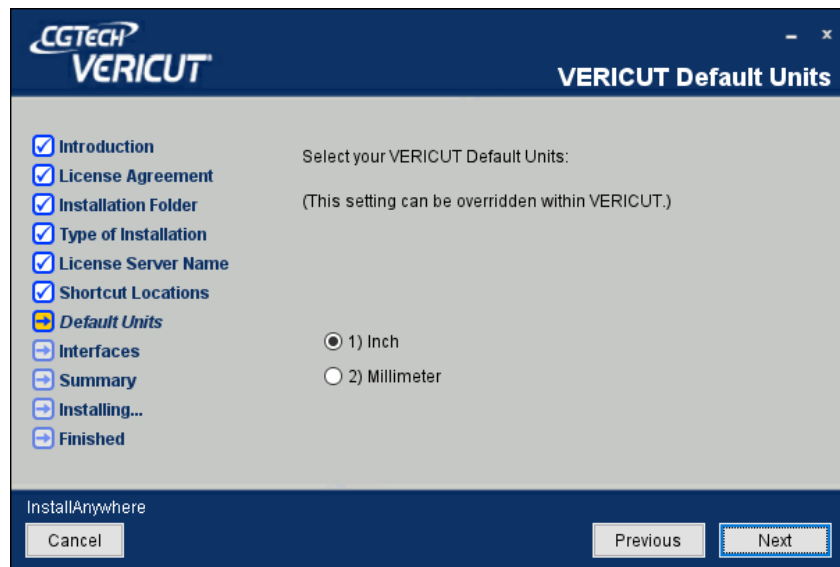 CGTECH
VERICUT
VERICUT Default Units
Introduction
License Agreement
Installation Folder
Type of Installation
License Server Name
Shortcut Locations
Default Units
Interfaces
Summary
Installing...
Finished
Select your VERICUT Default Units:
(This setting can be overridden within VERICUT.)
1) Inch
2) Millimeter
InstallAnywhere
Cancel
Previous
Next